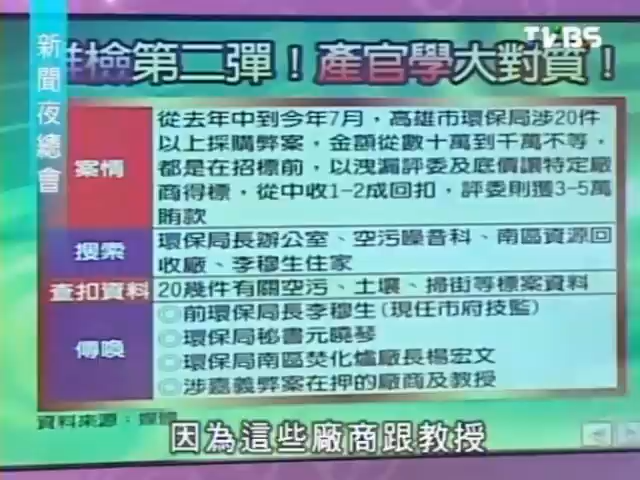 TVBS
新聞夜總會
檢第二彈！產官學大對質！
案情
從去年中到今年7月，高雄市環保局涉20件
以上採購弊案，金額從數十萬到千萬不等，
都是在招標前，以洩漏評委及底價讓特定廠
商得標，從中收1-2成回扣，評委則獲3-5萬
賄款
搜索
環保局長辦公室、空污噪音科、南區資源回
收廠、李穆生住家
查扣資料
20幾件有關空污、土壤、掃街等標案資料
傳喚
◎前環保局長李穆生(現任市府技監)
◎環保局秘書元曉琴
◎環保局南區焚化爐廠長楊宏文
◎涉嘉義弊案在押的廠商及教授
資料來源：
因為這些廠商跟教授